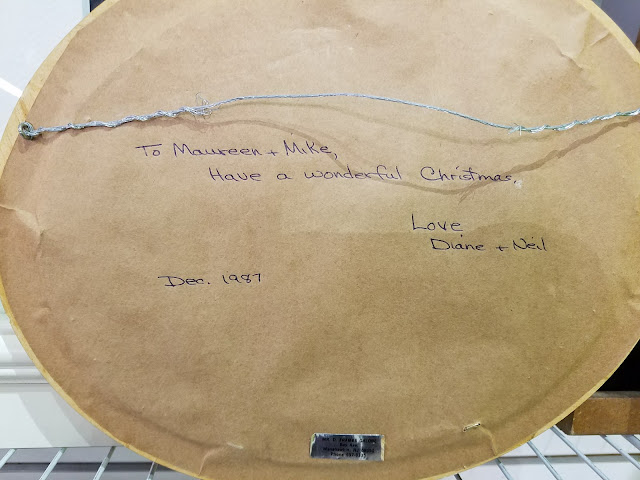 To Maureen + Mike,
Have a wonderful Christmas.
Love
Diane + Neil
Dec. 1987